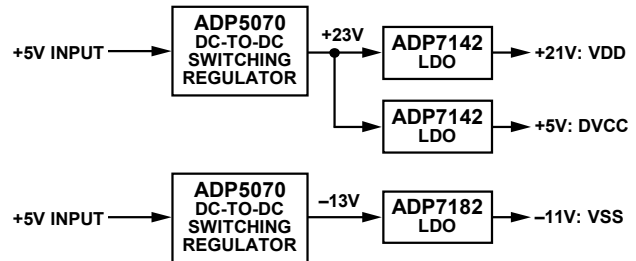 +5V INPUT
ADP5070
DC-TO-DC
SWITCHING
REGULATOR
+23V
ADP7142
LDO
+21V: VDD
ADP7142
LDO
+5V: DVCC
+5V INPUT
ADP5070
DC-TO-DC
SWITCHING
REGULATOR
–13V
ADP7182
LDO
–11V: VSS